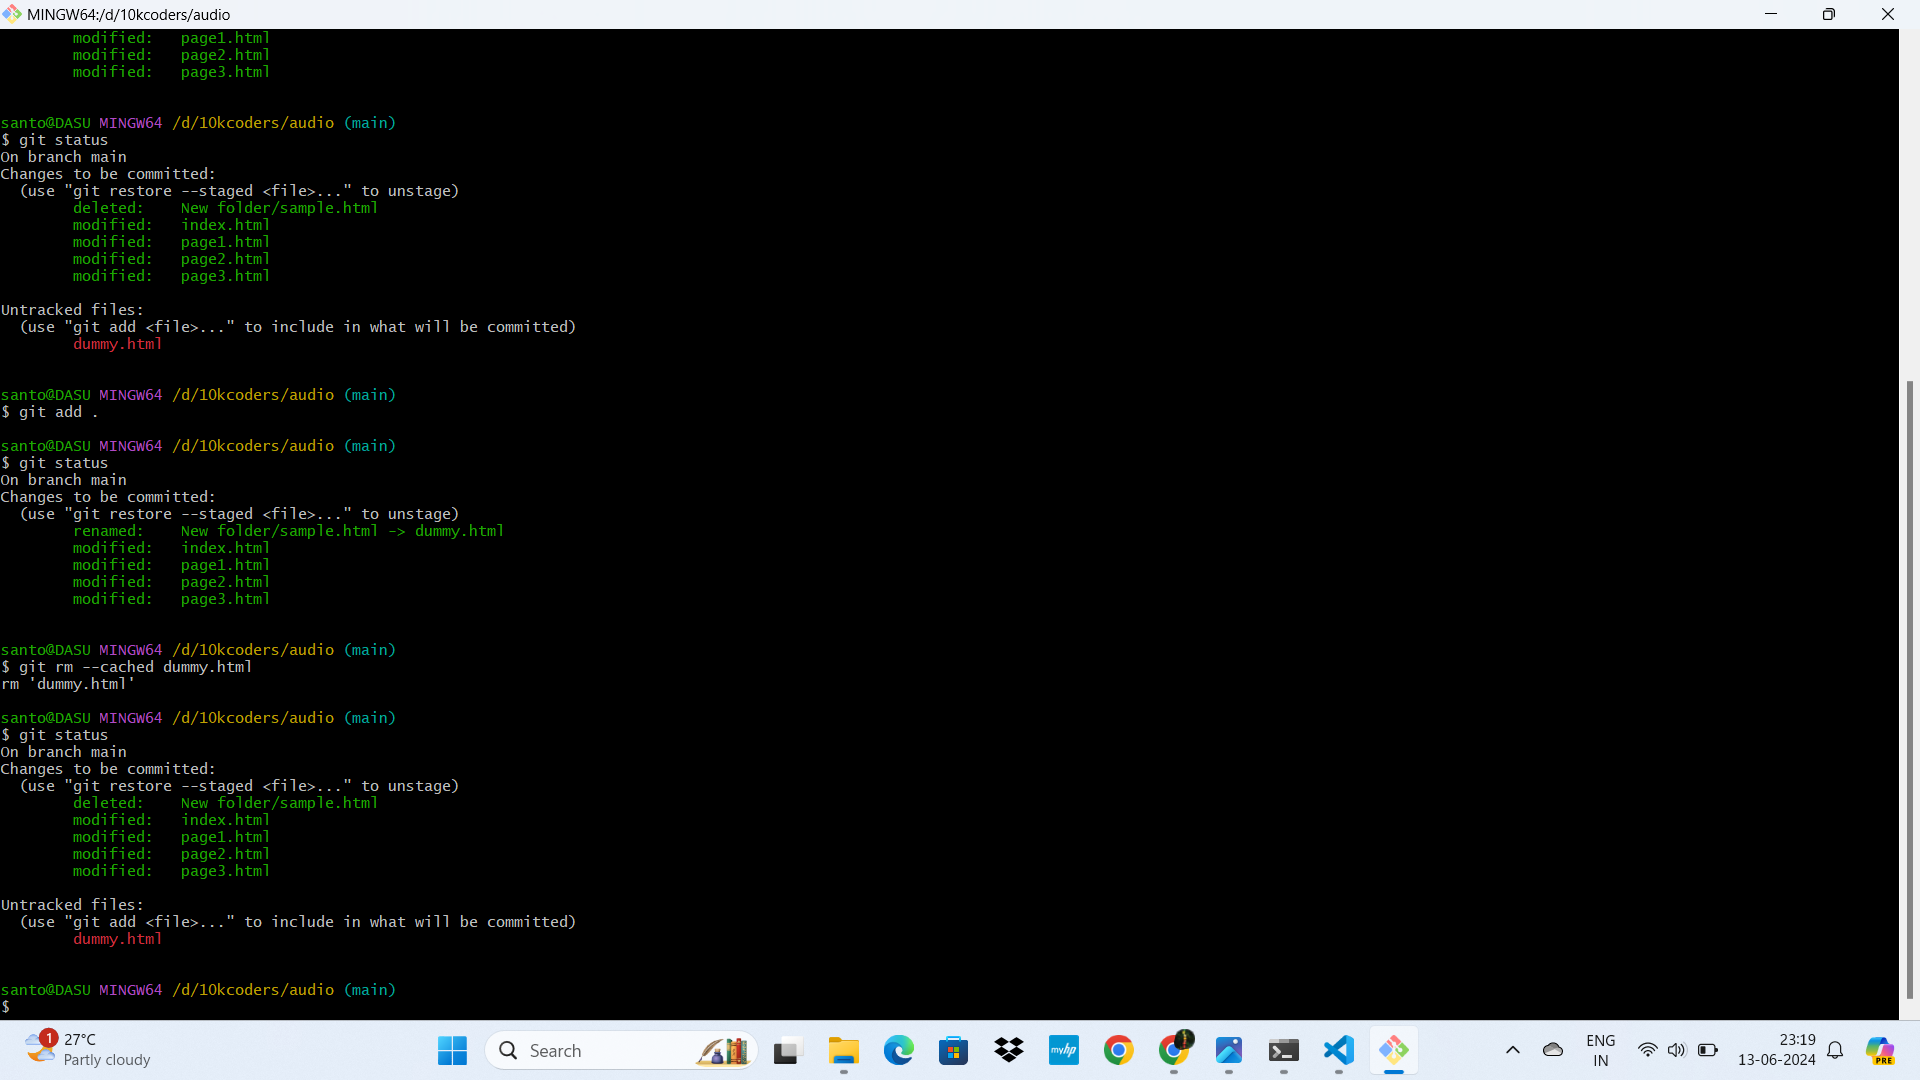 MINGW64:/d/10kcoders/audio
modified:   page1.html
modified:   page2.html
modified:   page3.html
santo@DASU MINGW64 /d/10kcoders/audio (main)
$ git status
On branch main
Changes to be committed:
(use "git restore --staged <file>..." to unstage)
deleted:    New folder/sample.html
modified:   index.html
modified:   page1.html
modified:   page2.html
modified:   page3.html
Untracked files:
(use "git add <file>..." to include in what will be committed)
dummy.html
santo@DASU MINGW64 /d/10kcoders/audio (main)
$ git add .
santo@DASU MINGW64 /d/10kcoders/audio (main)
$ git status
On branch main
Changes to be committed:
(use "git restore --staged <file>..." to unstage)
renamed:    New folder/sample.html -> dummy.html
modified:   index.html
modified:   page1.html
modified:   page2.html
modified:   page3.html
santo@DASU MINGW64 /d/10kcoders/audio (main)
$ git rm --cached dummy.html
rm 'dummy.html'
santo@DASU MINGW64 /d/10kcoders/audio (main)
$ git status
On branch main
Changes to be committed:
(use "git restore --staged <file>..." to unstage)
deleted:    New folder/sample.html
modified:   index.html
modified:   page1.html
modified:   page2.html
modified:   page3.html
Untracked files:
(use "git add <file>..." to include in what will be committed)
dummy.html
santo@DASU MINGW64 /d/10kcoders/audio (main)
$
1
27°C
Partly cloudy
Search
myhp
ENG
IN
23:19
13-06-2024
PRE